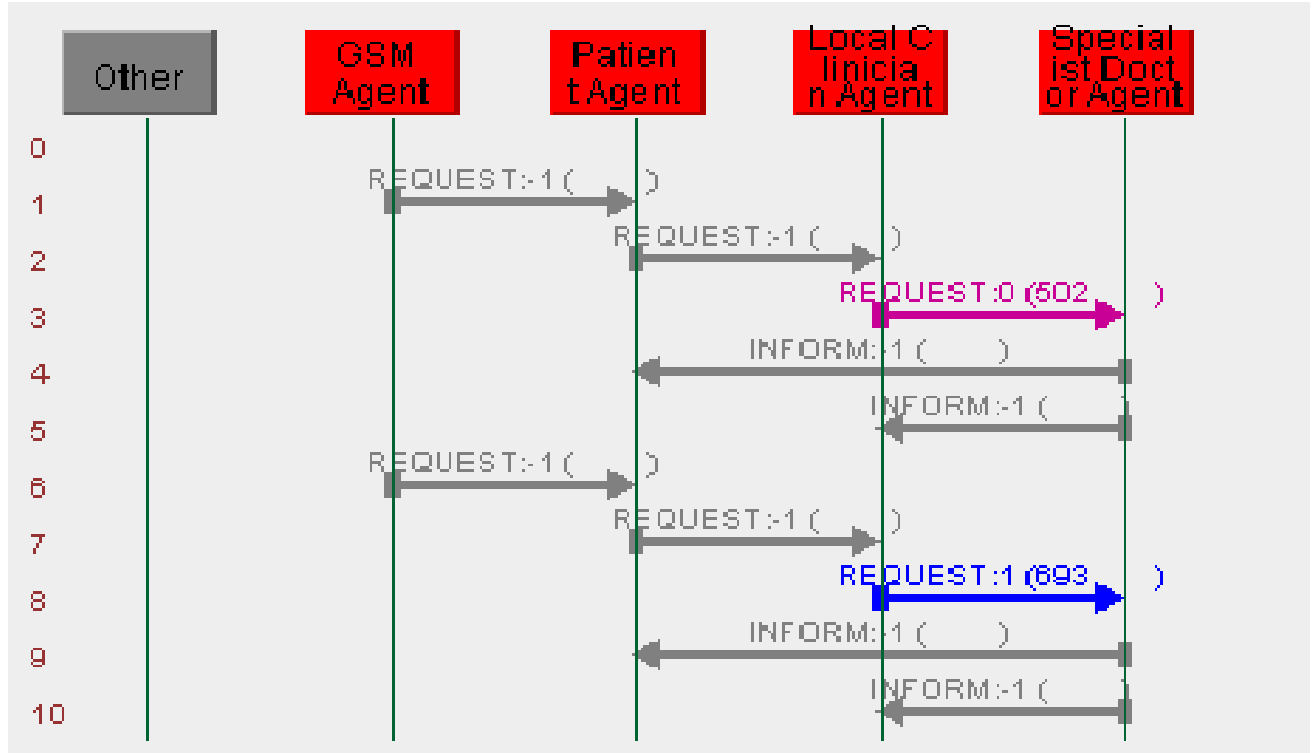 Other
GSM
Agent
Patien
t Agent
Local C
linicia
n Agent
Special
ist Doct
or Agent
0
REQUEST:-1 ( )
1
REQUEST:-1 ( )
2
REQUEST:0 (502 )
3
INFORM:-1 ( )
4
INFORM:-1 ( )
5
REQUEST:-1 ( )
6
REQUEST:-1 ( )
7
REQUEST:1 (693 )
8
INFORM:-1 ( )
9
INFORM:-1 ( )
10